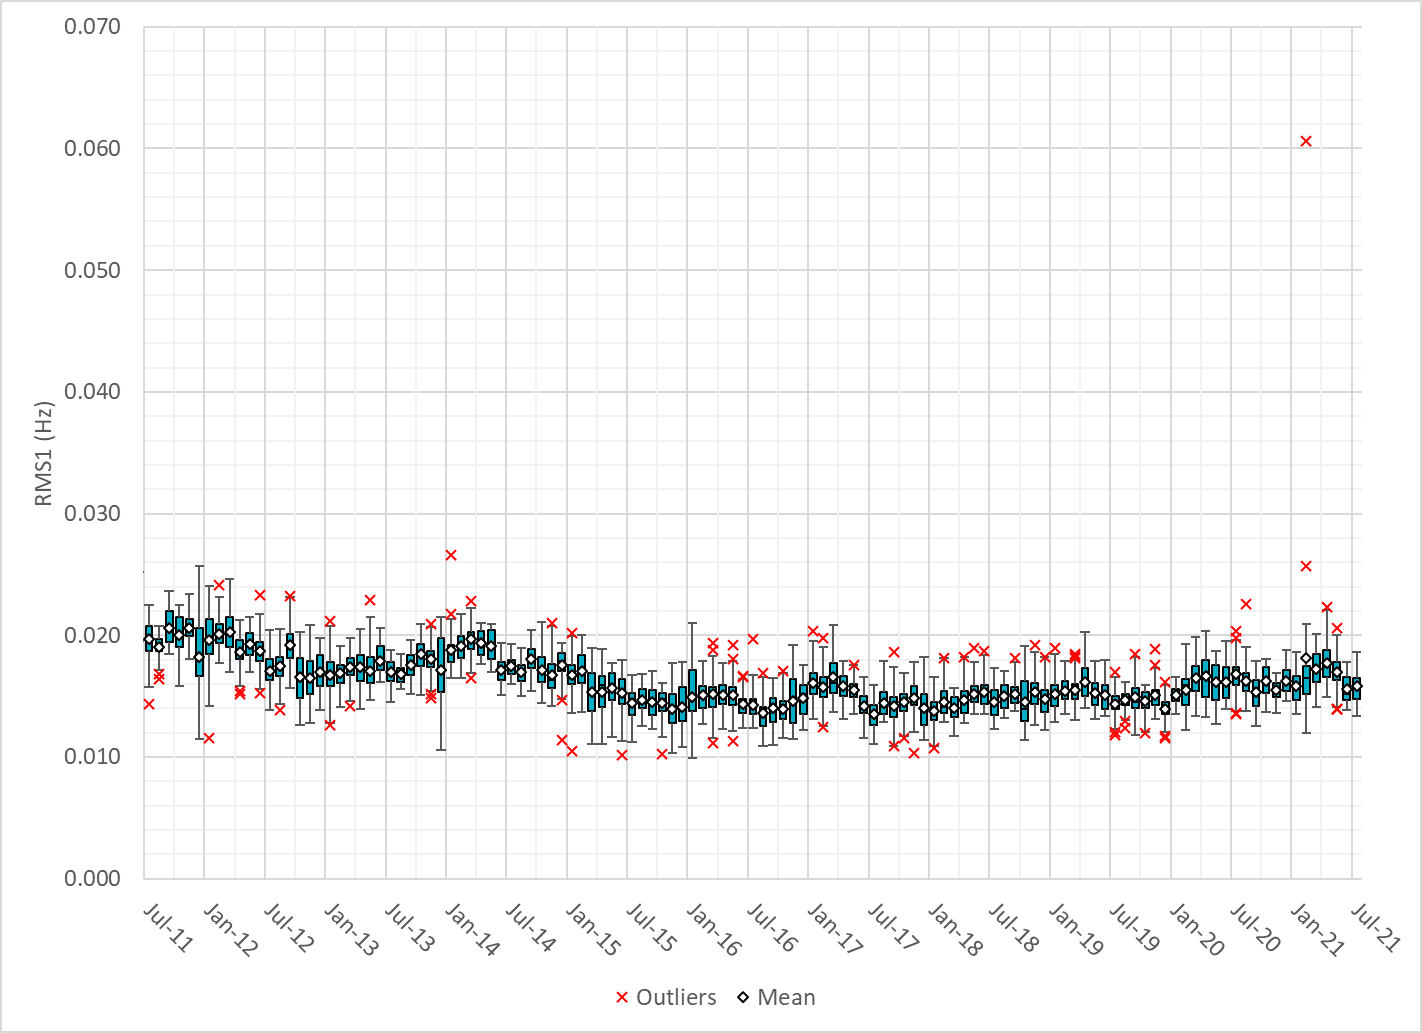 0.070
0.060
0.050
0.040
0.030
0.020
0.010
0.000
RMS1 (Hz)
Jul-11
Jan-12
Jul-12
Jan-13
Jul-13
Jan-14
Jul-14
Jan-15
Jul-15
Jan-16
Jul-16
Jan-17
Jul-17
Jan-18
Jul-18
Jan-19
Jul-19
Jan-20
Jul-20
Jan-21
Jul-21
Outliers Mean